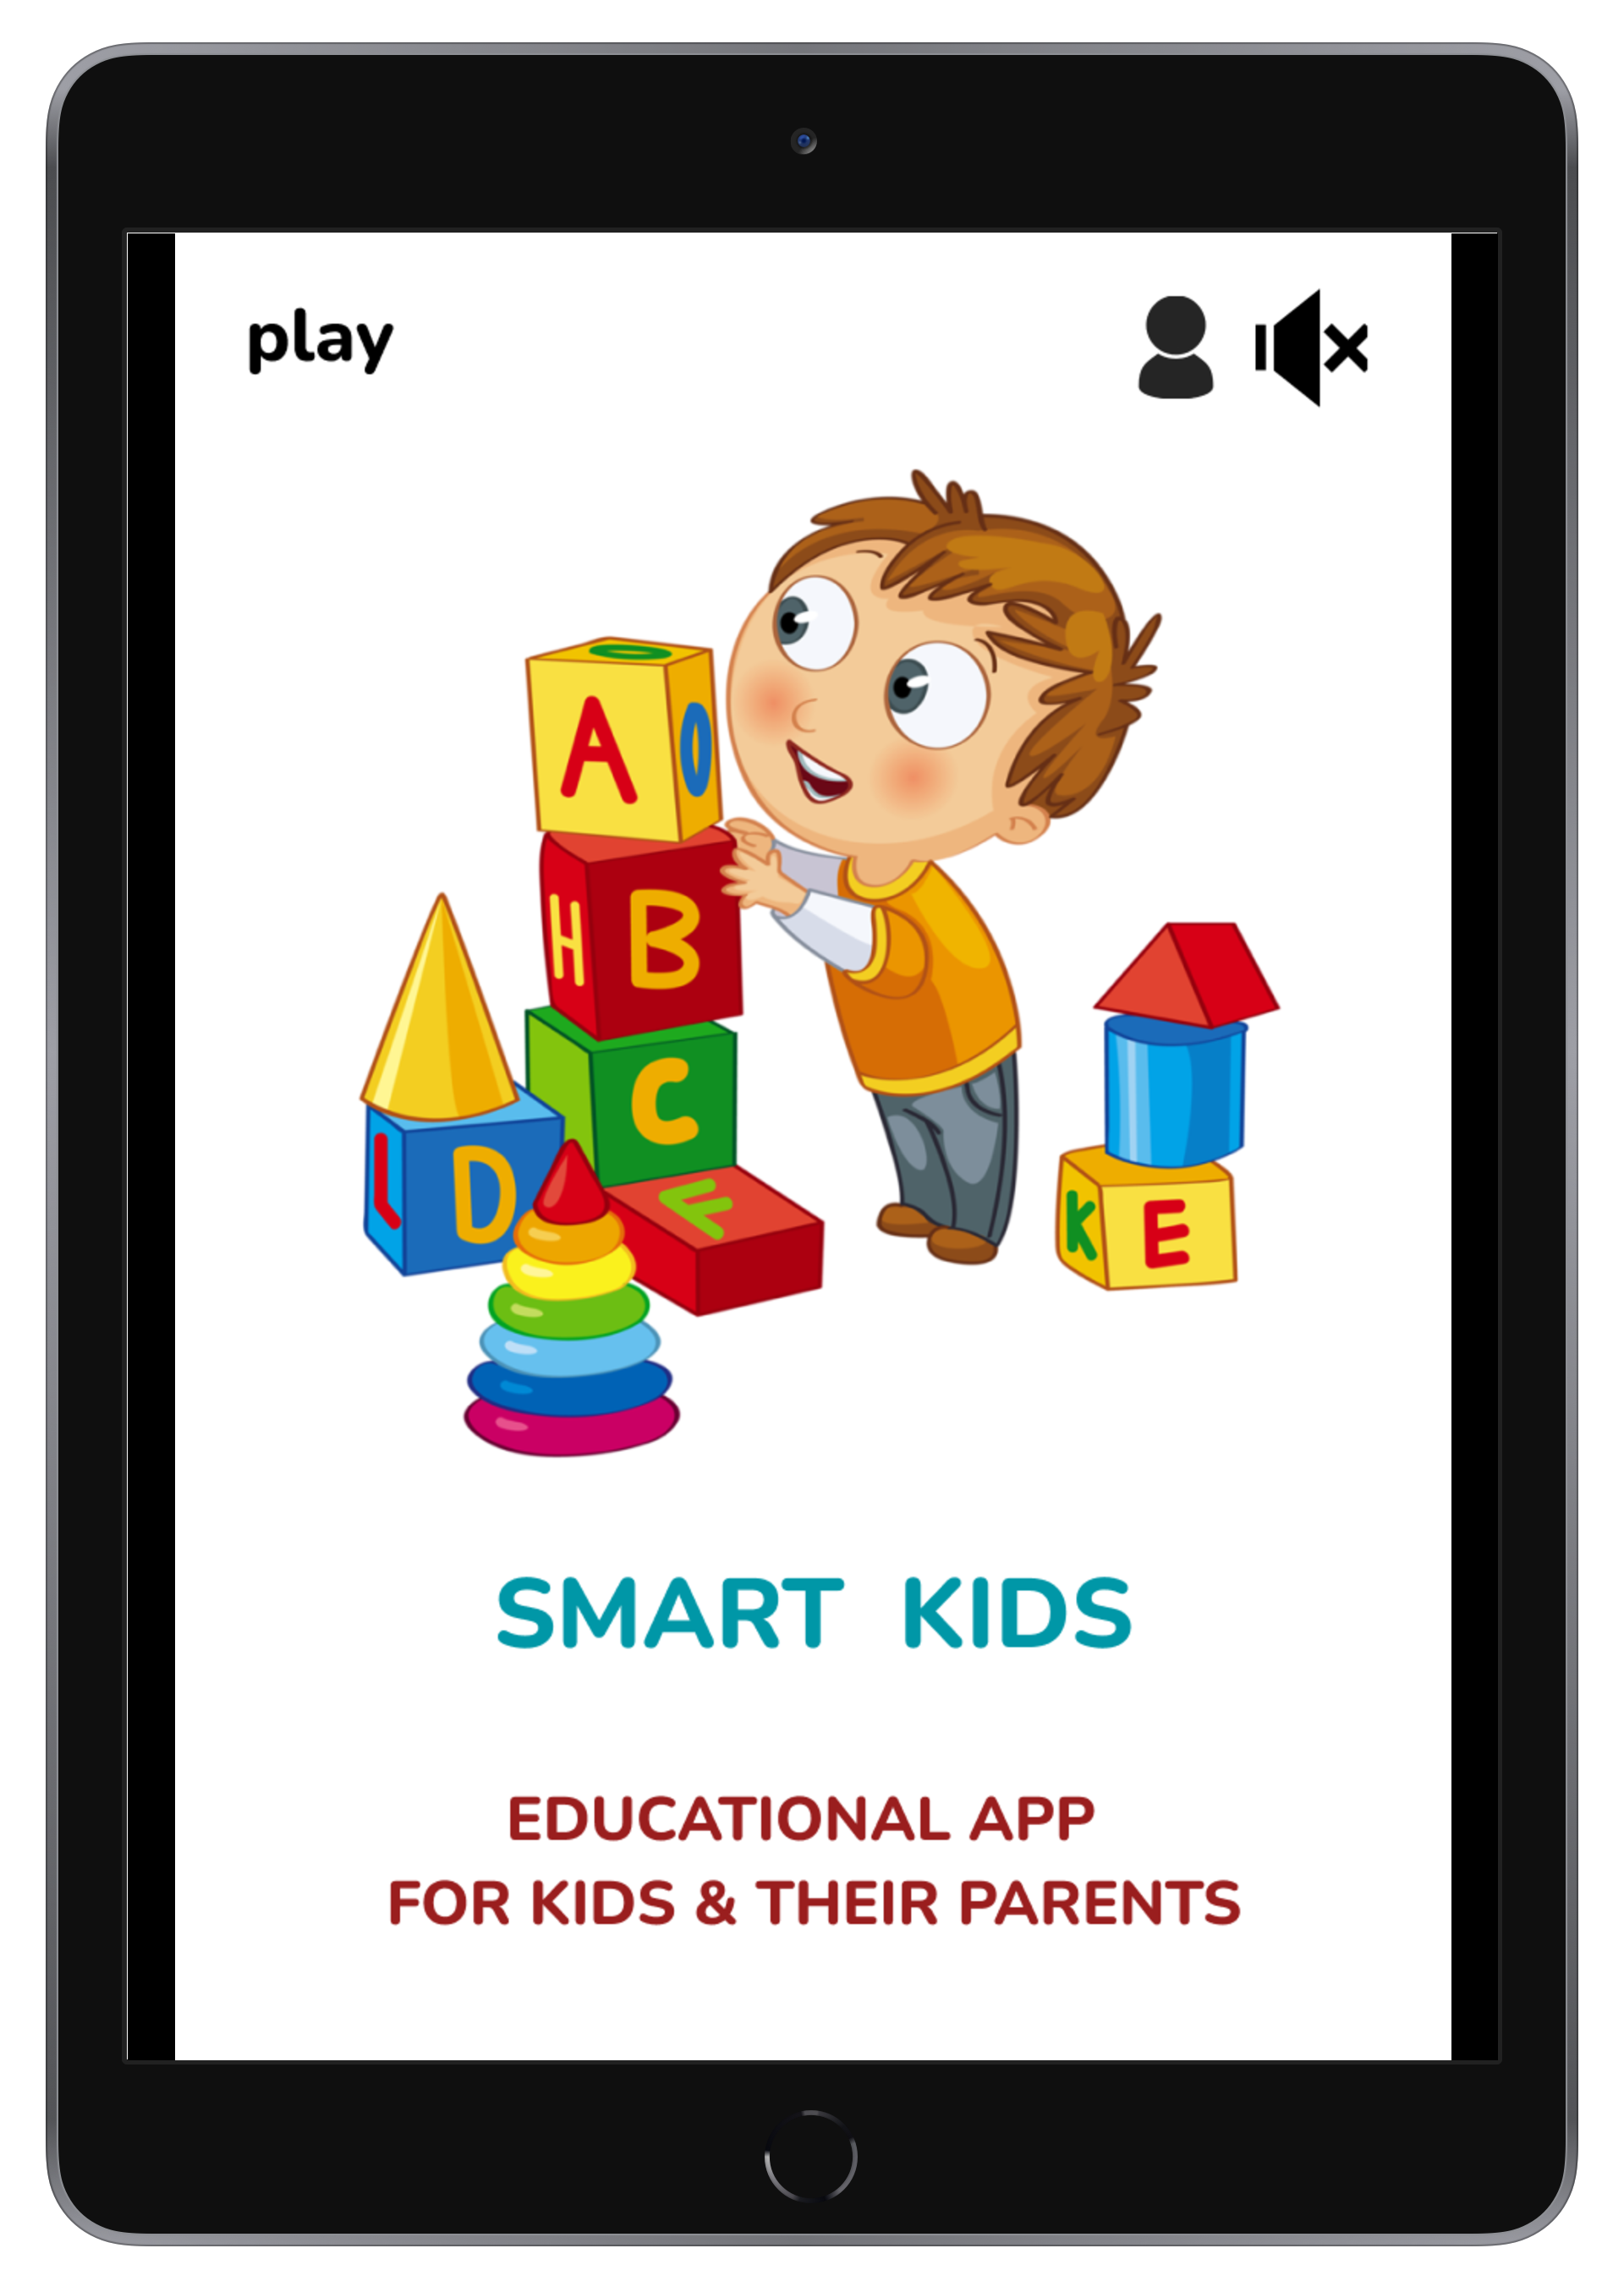 play
A
O
O
H
B
C
L
D
F
K
E
SMART KIDS
EDUCATIONAL APP
FOR KIDS & THEIR PARENTS